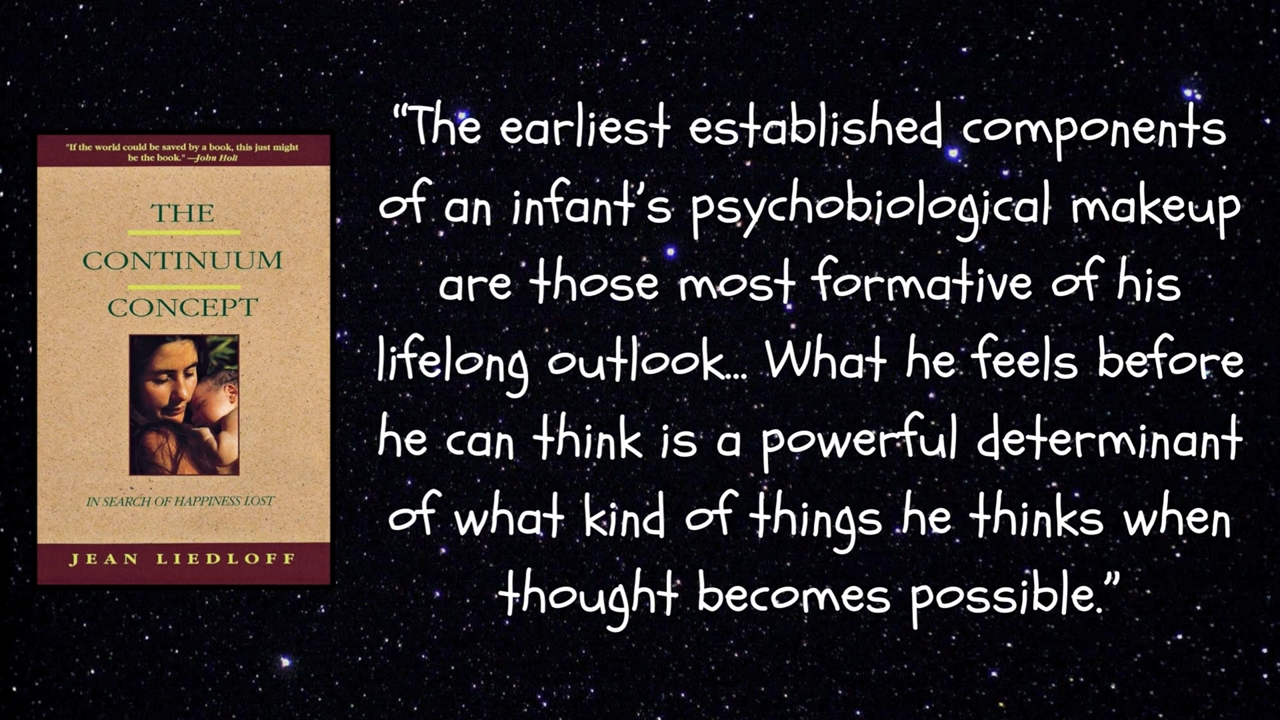 "If the world could be saved by a book, this just might
be the book." —John Holt
THE
CONTINUUM
CONCEPT
IN SEARCH OF HAPPINESS LOST
JEAN LIEDLOFF
“The earliest established components
of an infant’s psychobiological makeup
are those most formative of his
lifelong outlook... What he feels before
he can think is a powerful determinant
of what kind of things he thinks when
thought becomes possible.”